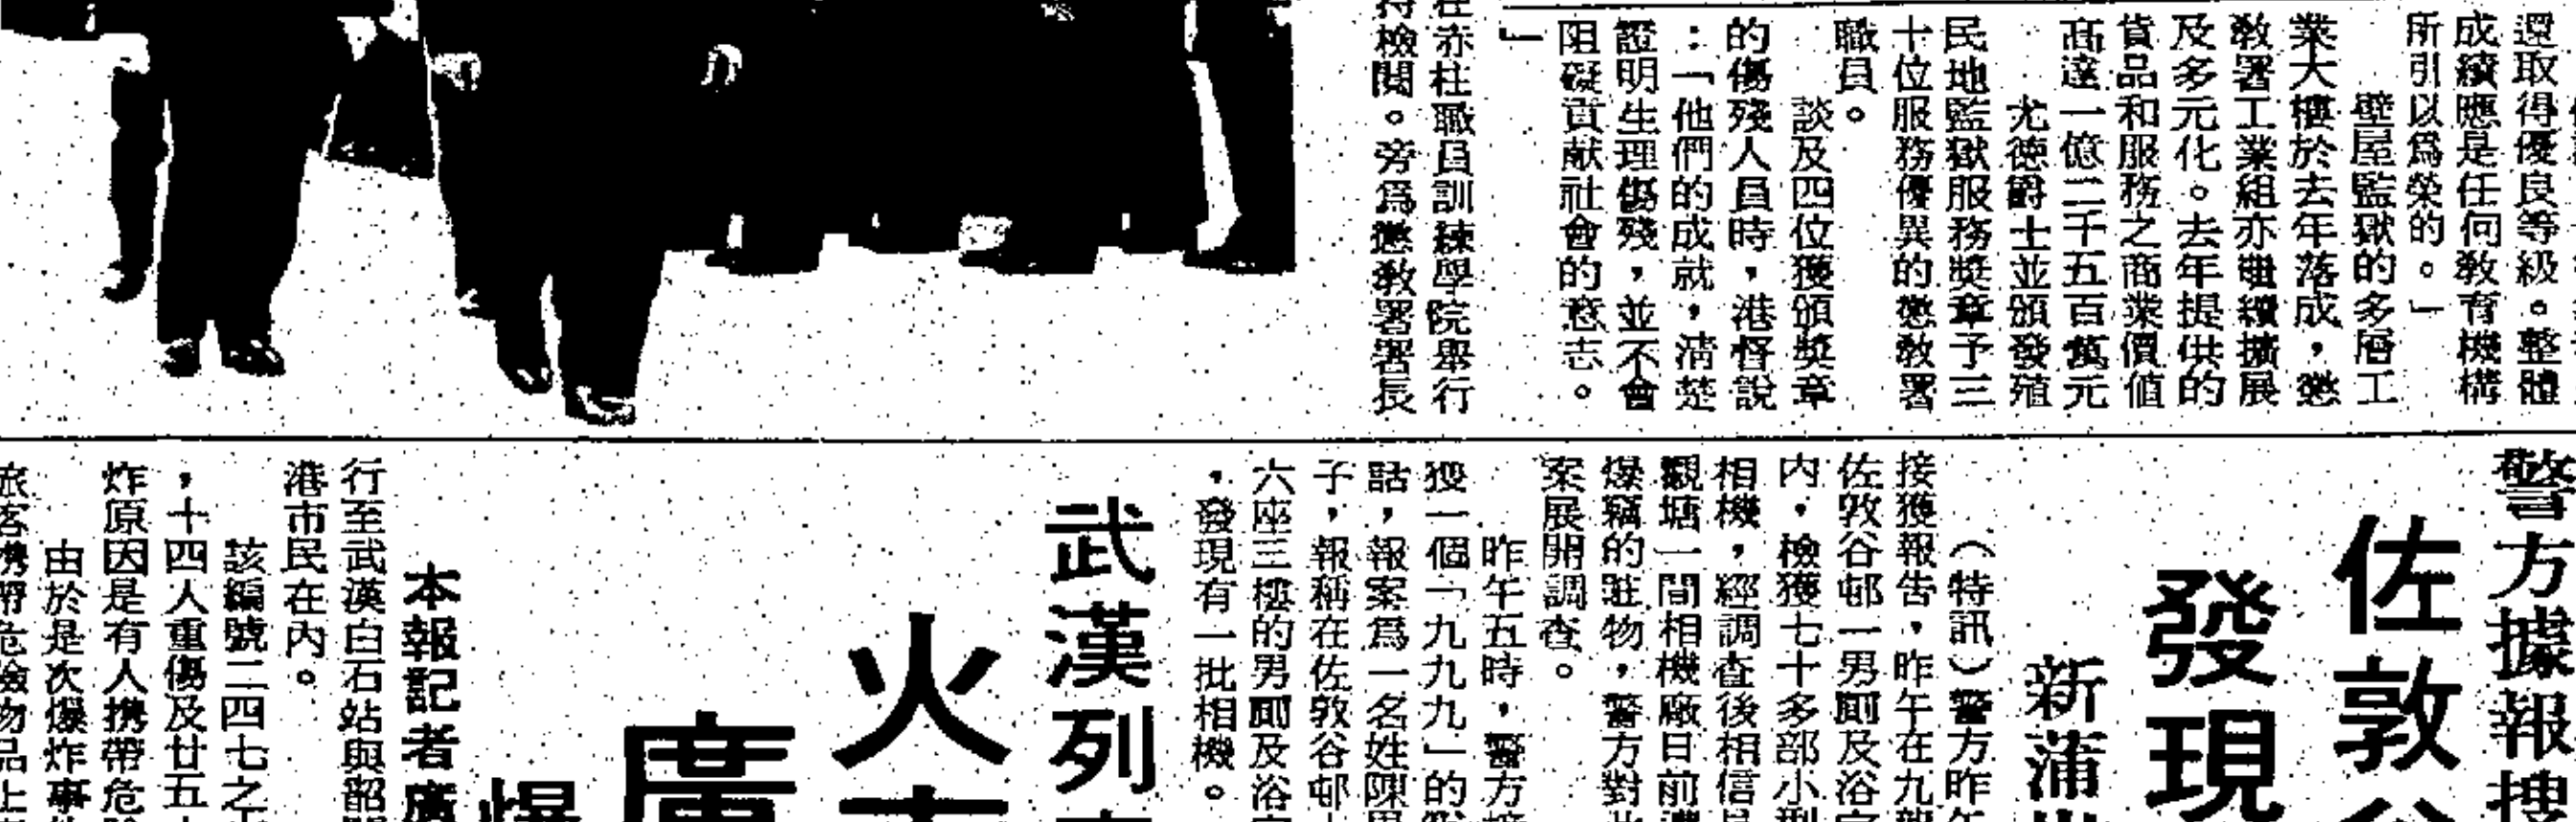 還取得優良等級。整體
成績應是任何教育機構
所引以爲榮的。」
壁屋監獄的多層工
業大樓於去年落成，懲
教署工業組亦繼續擴展
及多元化。去年提供的
貨品和服務之商業價值
高達一億二千五百萬元
尤德爵士並頒發殖
民地監獄服務獎章予三
十位服務優異的懲教署
職員。
談及四位獲頒獎章
的傷殘人員時，港督說
：「他們的成就，清楚
證明生理傷殘，並不會
阻礙貢献社會的意志。
」
在赤柱職員訓練學院舉行
持檢閱。旁爲懲教署署長
警方據報搜
佐敦谷
發現
新蒲
（特訊）警方昨午
接獲報告，昨午在九龍
佐敦谷邨一男厠及浴室
内，檢獲七十多部小型
相機，經調查後相信是
觀塘一間相機廠日前遭
爆竊的賍物，警方對此
案展開調查。
昨午五時，警方接
獲一個「九九九」的電
話，報案爲一名姓陳男
子，報稱在佐敦谷邨十
六座三樓的男厠及浴室
，發現有一批相機。
武漢列車
火
廣
爆
本報記者廣
行至武漢白石站與韶關
港市民在內。
該編號二四七之
，十四人重傷及廿五人
炸原因是有人携帶危險
由於是次爆炸事件
旅客携帶危險物品上車